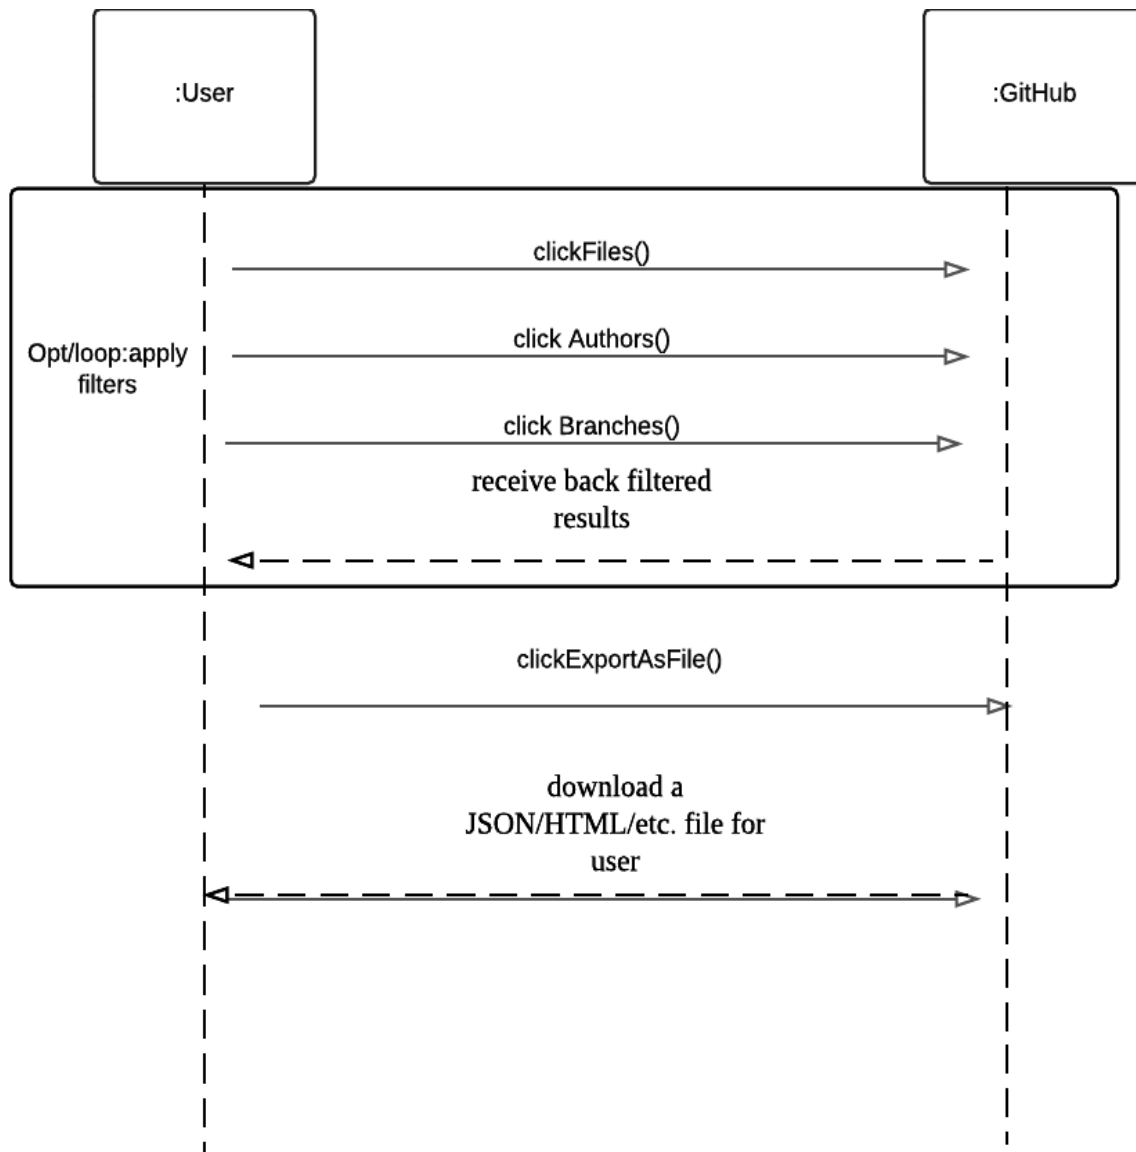 :User
:GitHub
clickFiles()
click Authors()
Opt/loop:apply
filters
click Branches()
receive back filtered
results
clickExportAsFile()
download a
JSON/HTML/etc. file for
user